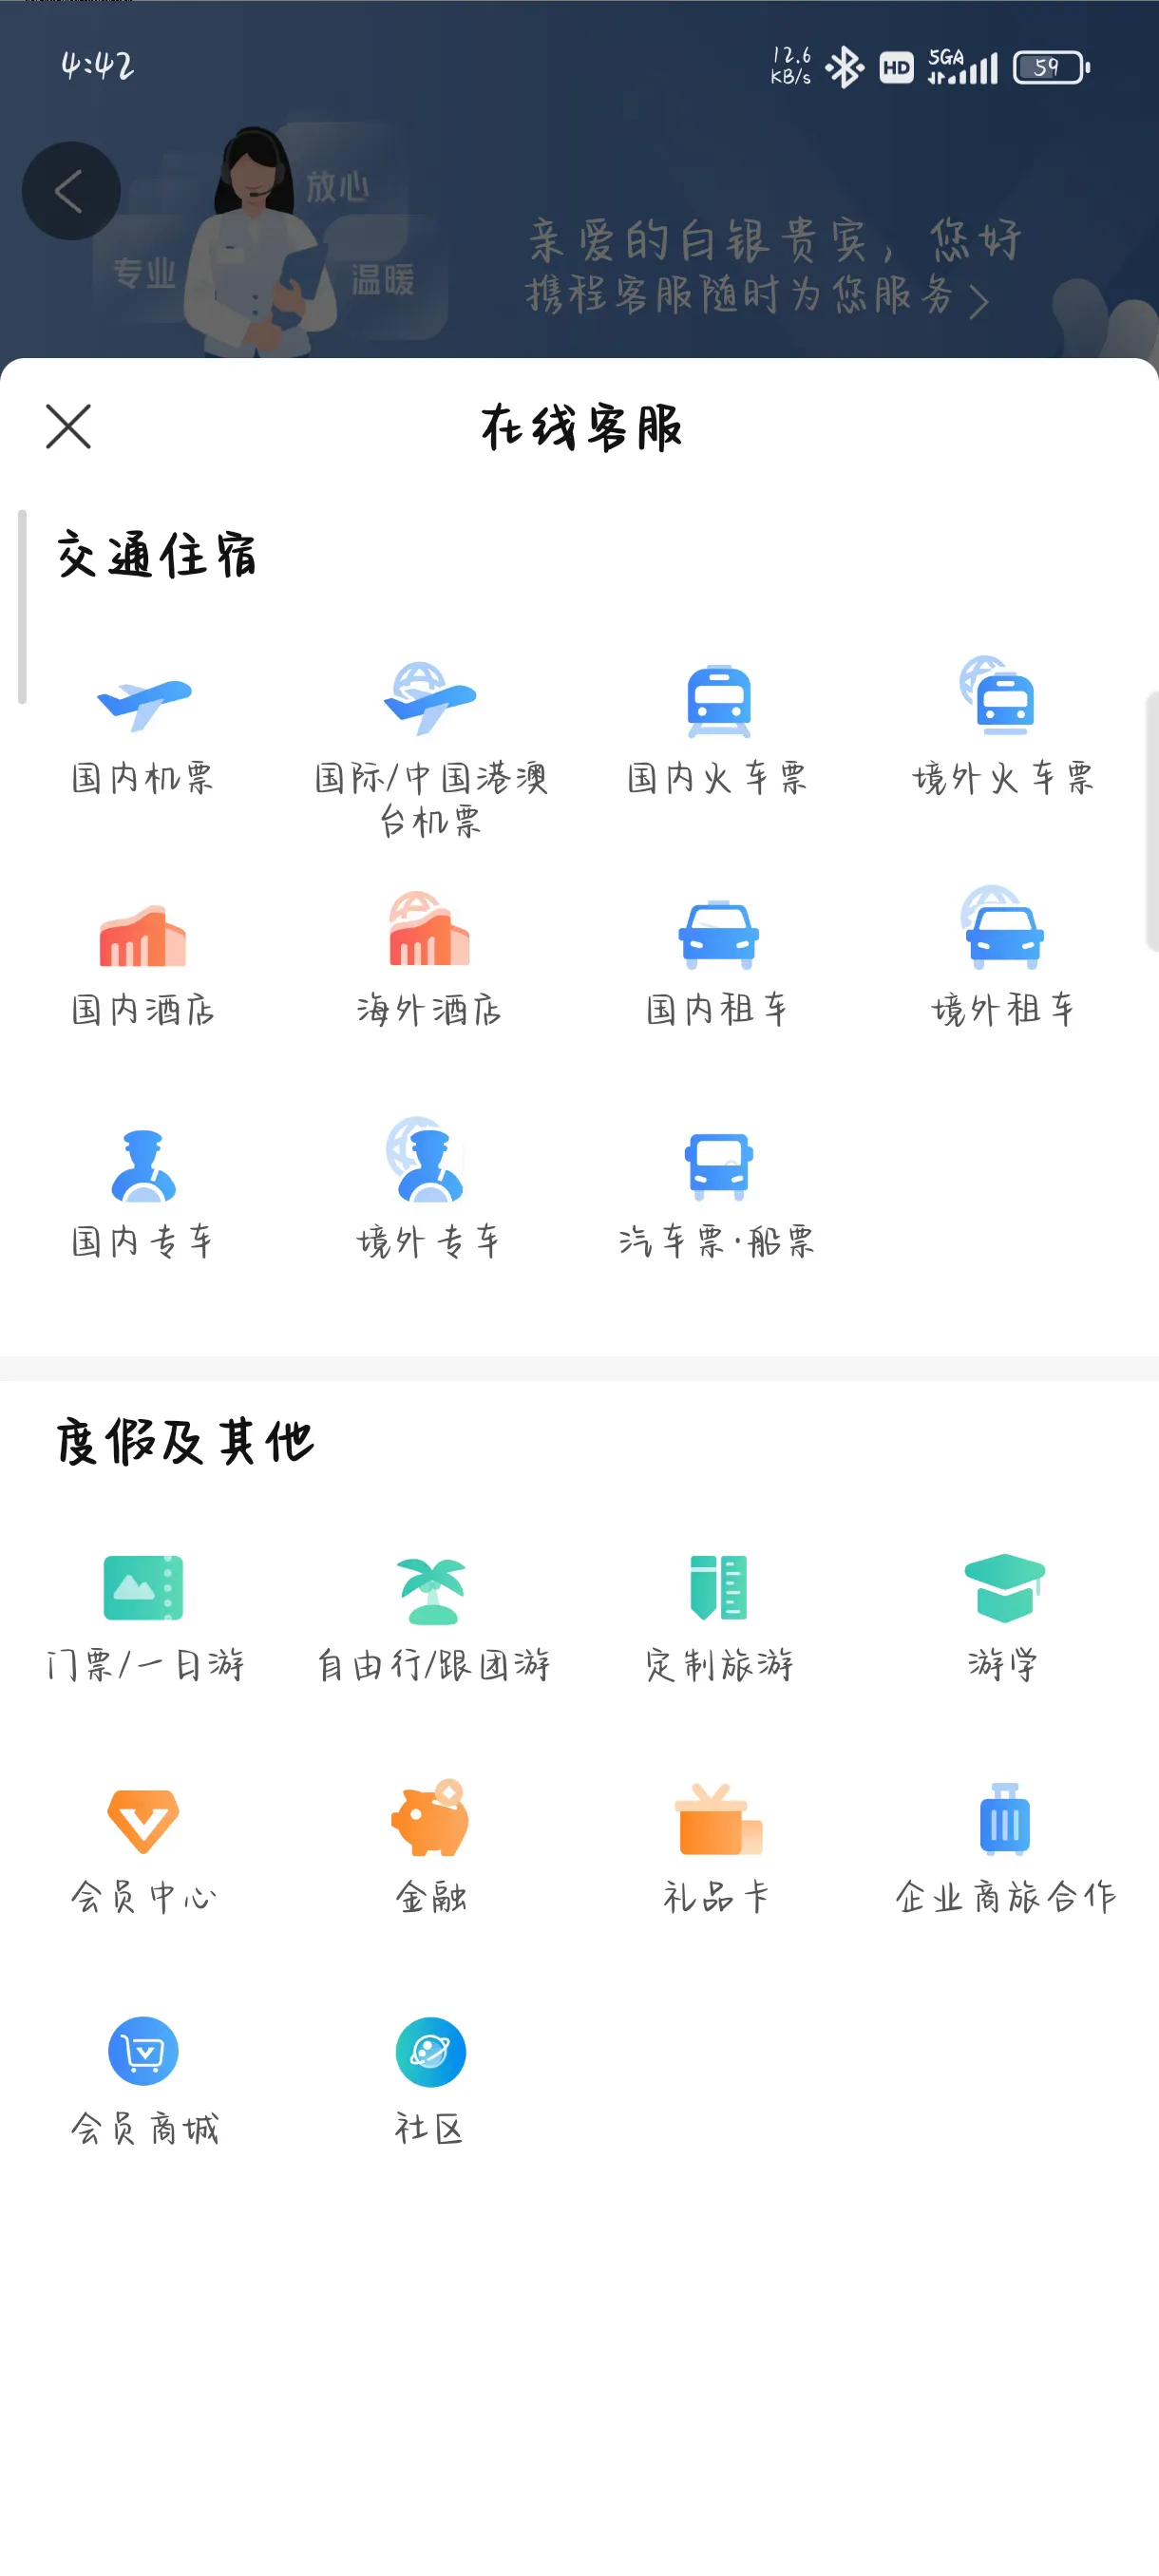 4:42
12.6
KB/s
HD
5GA
59
放心
专业
温暖
亲爱的白银贵宾，您好
携程客服随时为您服务
在线客服
交通住宿
国内机票
国际/中国港澳
台机票
国内火车票
境外火车票
国内酒店
海外酒店
国内租车
境外租车
国内专车
境外专车
汽车票·船票
度假及其他
门票/一日游
自由行/跟团游
定制旅游
游学
会员中心
金融
礼品卡
企业商旅合作
会员商城
社区